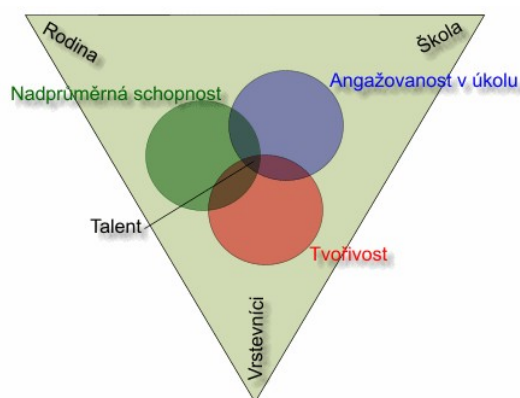 Rodina
Škola
Angažovanost v úkolu
Nadprůměrná schopnost
Talent
Tvořivost
Vrstevníci